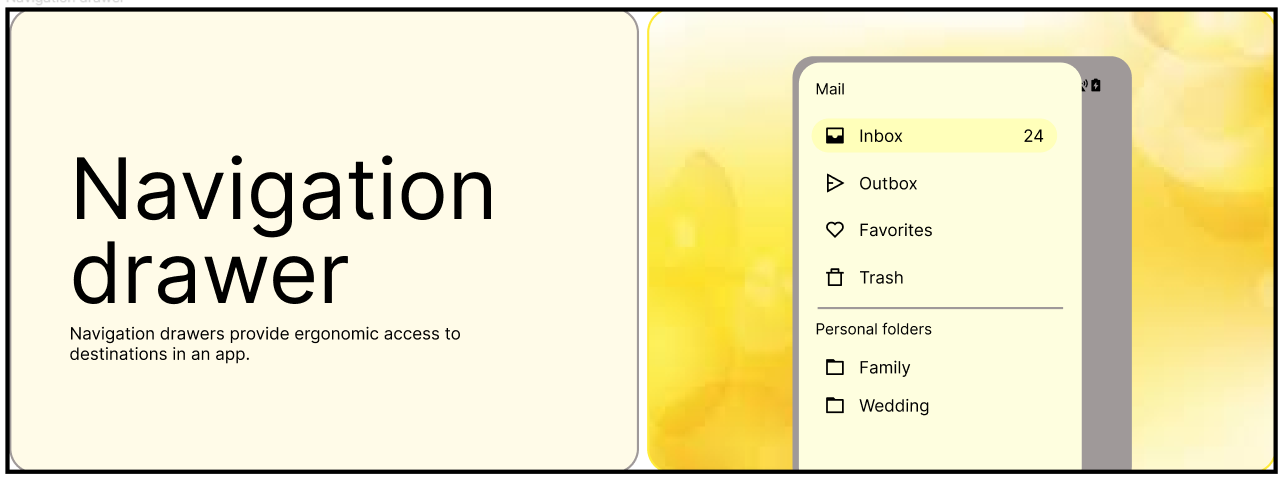 Navigation drawer
Navigation
drawer
Navigation drawers provide ergonomic access to
destinations in an app.
Mail
Inbox 24
Outbox
Favorites
Trash
Personal folders
Family
Wedding